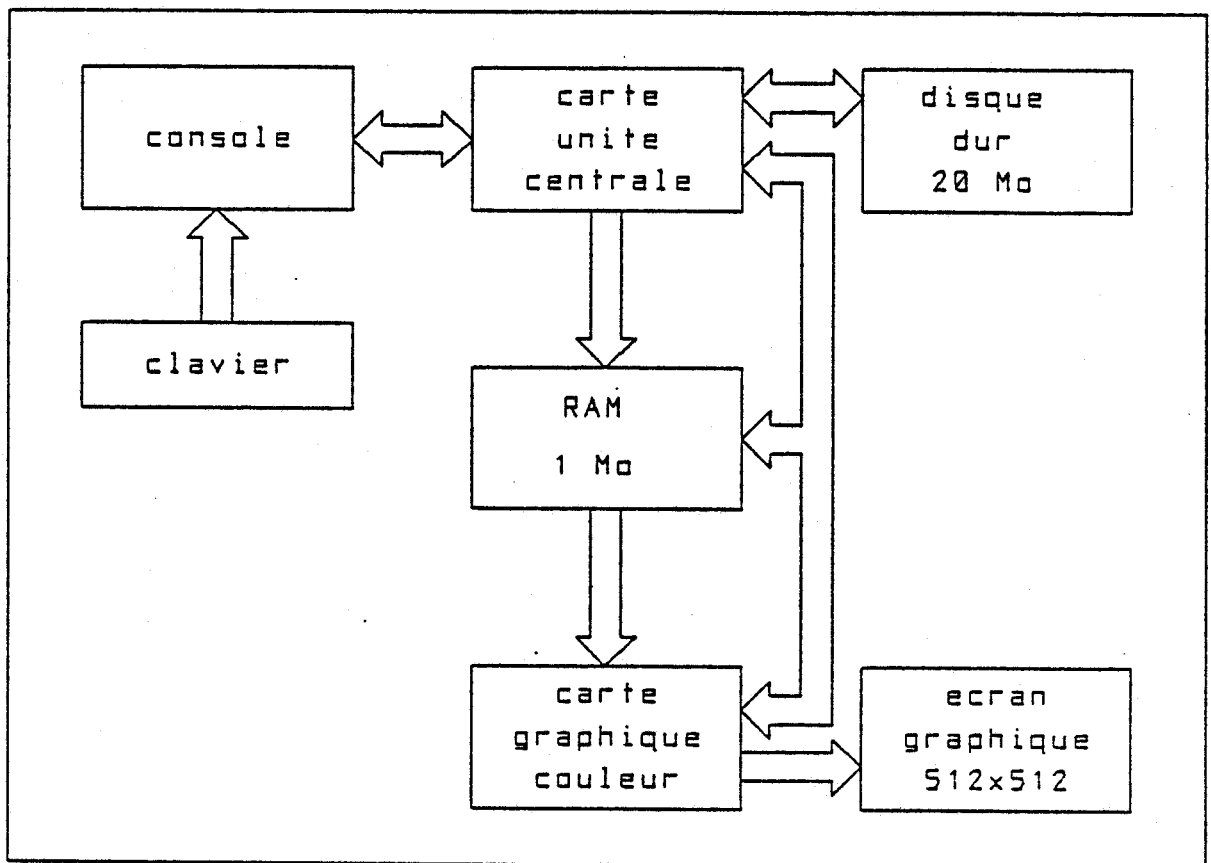 console
carte
unite
centrale
disque
dur
20 Mo
clavier
RAM
1 Mo
carte
graphique
couleur
ecran
graphique
512x512